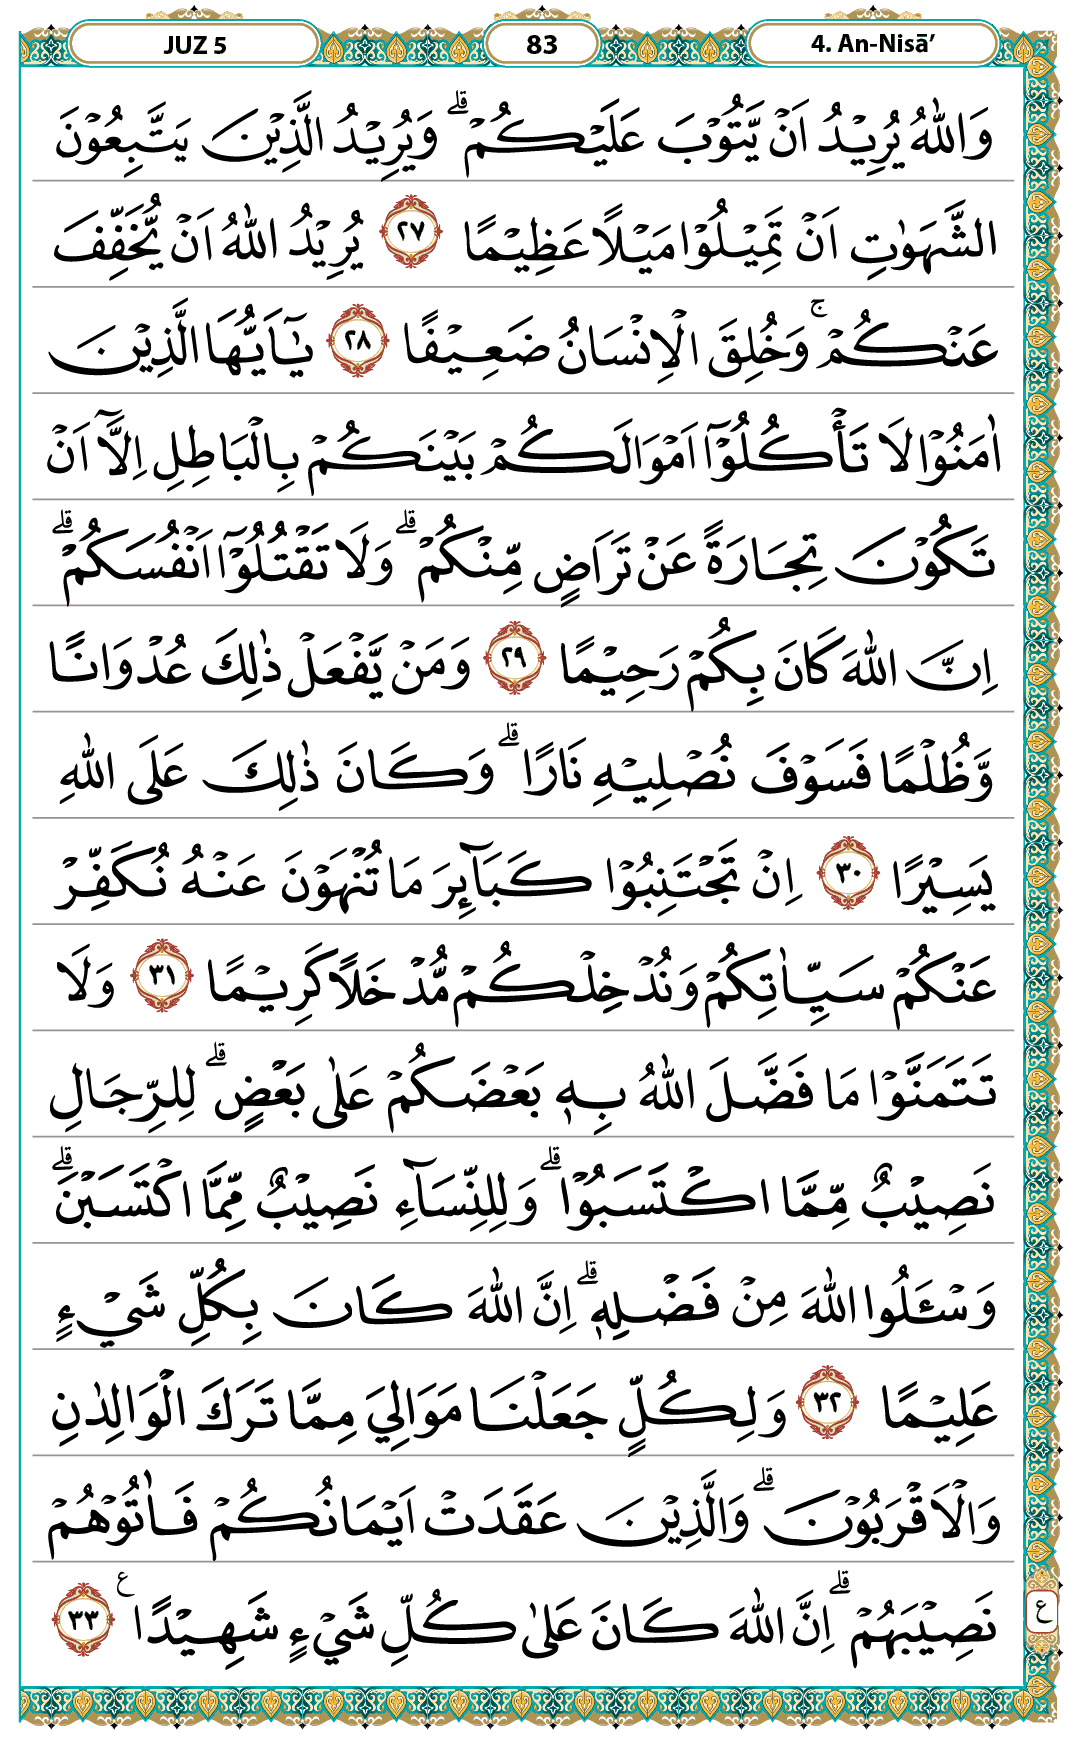 JUZ 5
83
4. An-Nisā’
وَاللّٰهُ يُرِيْدُ اَنْ يَّتُوْبَ عَلَيْكُمْ ۗ وَيُرِيْدُ الَّذِيْنَ يَتَّبِعُوْنَ
الشَّهَوٰتِ اَنْ تَمِيْلُوْا مَيْلًا عَظِيْمًا ٢٧ يُرِيْدُ اللّٰهُ اَنْ يُّخَفِّفَ
عَنْكُمْ ۚ وَخُلِقَ الْاِنْسَانُ ضَعِيْفًا ٢٨ يٰٓاَيُّهَا الَّذِيْنَ
اٰمَنُوْا لَا تَأْكُلُوْٓا اَمْوَالَكُمْ بَيْنَكُمْ بِالْبَاطِلِ اِلَّآ اَنْ
تَكُوْنَ تِجَارَةً عَنْ تَرَاضٍ مِّنْكُمْ ۗ وَلَا تَقْتُلُوْٓا اَنْفُسَكُمْ ۗ
اِنَّ اللّٰهَ كَانَ بِكُمْ رَحِيْمًا ٢٩ وَمَنْ يَّفْعَلْ ذٰلِكَ عُدْوَانًا
وَّظُلْمًا فَسَوْفَ نُصْلِيْهِ نَارًا ۗ وَكَانَ ذٰلِكَ عَلَى اللّٰهِ
يَسِيْرًا ٣٠ اِنْ تَجْتَنِبُوْا كَبَاۤىِٕرَ مَا تُنْهَوْنَ عَنْهُ نُكَفِّرْ
عَنْكُمْ سَيِّاٰتِكُمْ وَنُدْخِلْكُمْ مُّدْخَلًا كَرِيْمًا ٣١ وَلَا
تَتَمَنَّوْا مَا فَضَّلَ اللّٰهُ بِهٖ بَعْضَكُمْ عَلٰى بَعْضٍ ۗ لِلرِّجَالِ
نَصِيْبٌ مِّمَّا اكْتَسَبُوْا ۗ وَلِلنِّسَاۤءِ نَصِيْبٌ مِّمَّا اكْتَسَبْنَ ۗ
وَسْـَٔلُوا اللّٰهَ مِنْ فَضْلِهٖ ۗ اِنَّ اللّٰهَ كَانَ بِكُلِّ شَيْءٍ
عَلِيْمًا ٣٢ وَلِكُلٍّ جَعَلْنَا مَوَالِيَ مِمَّا تَرَكَ الْوَالِدٰنِ
وَالْاَقْرَبُوْنَ ۗ وَالَّذِيْنَ عَقَدَتْ اَيْمَانُكُمْ فَاٰتُوْهُمْ
نَصِيْبَهُمْ ۗ اِنَّ اللّٰهَ كَانَ عَلٰى كُلِّ شَيْءٍ شَهِيْدًا ع ٣٣
ع